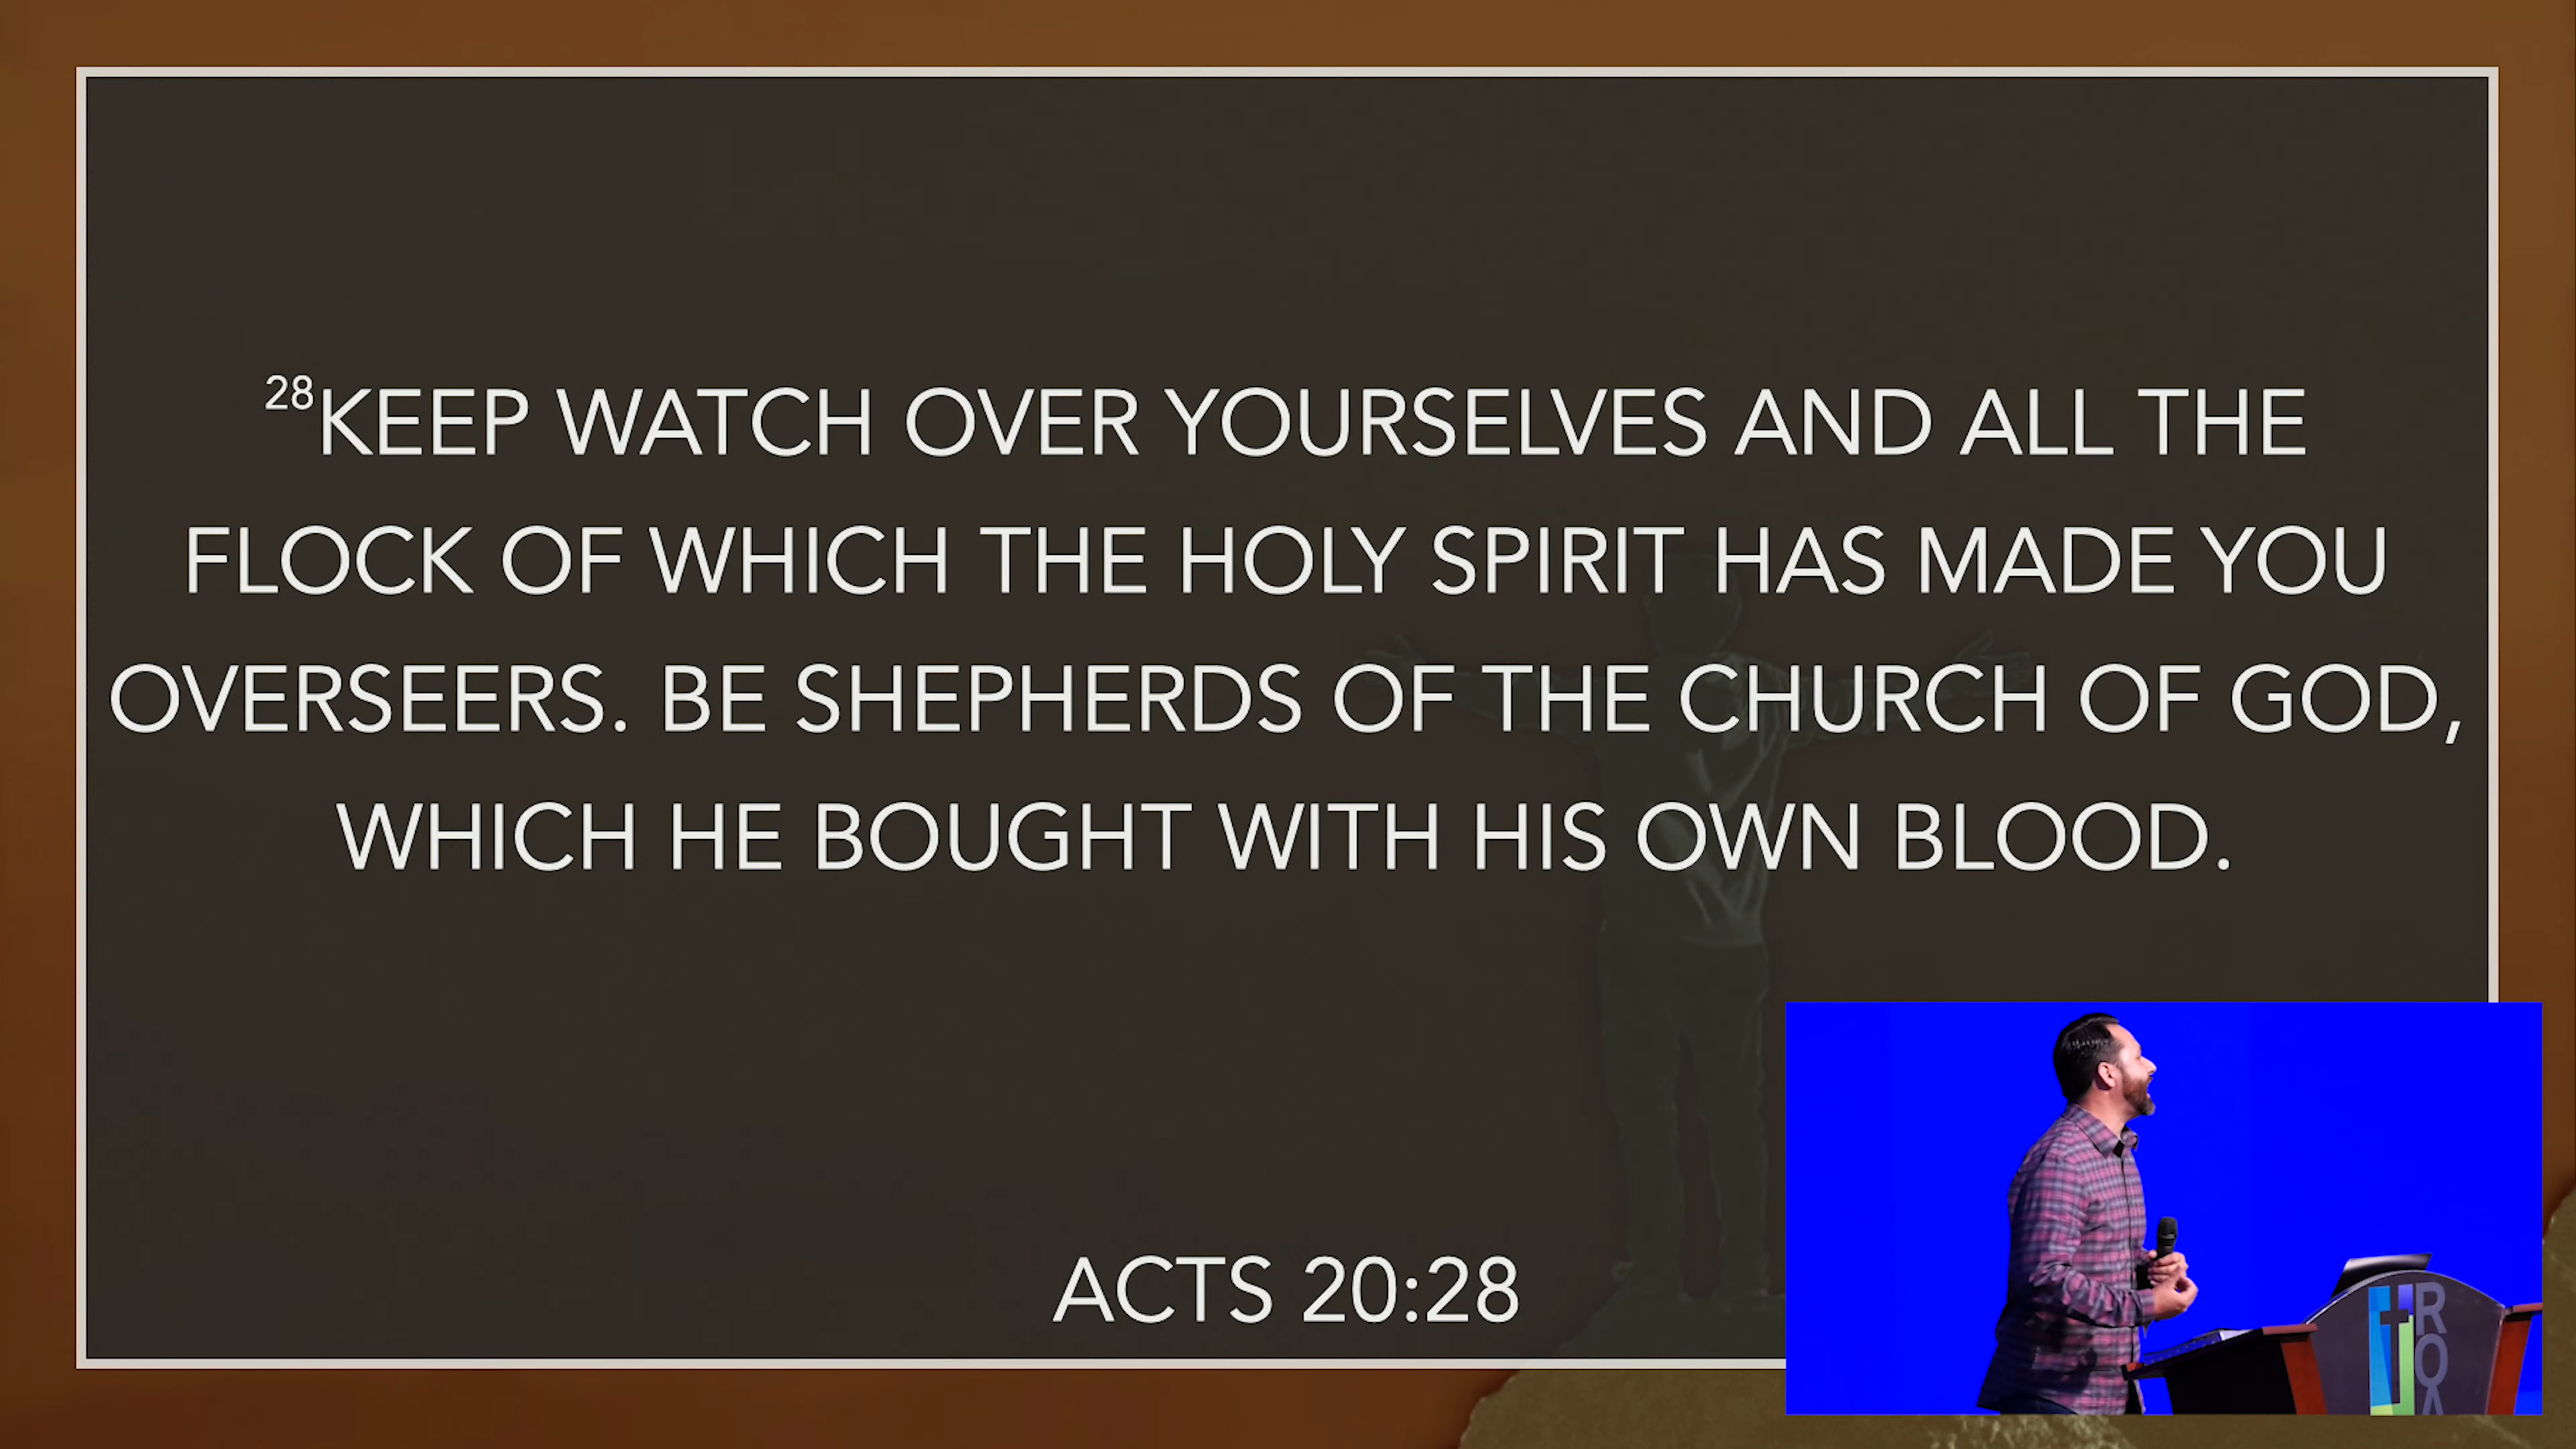 28KEEP WATCH OVER YOURSELVES AND ALL THE
FLOCK OF WHICH THE HOLY SPIRIT HAS MADE YOU
OVERSEERS. BE SHEPHERDS OF THE CHURCH OF GOD,
WHICH HE BOUGHT WITH HIS OWN BLOOD.
ACTS 20:28